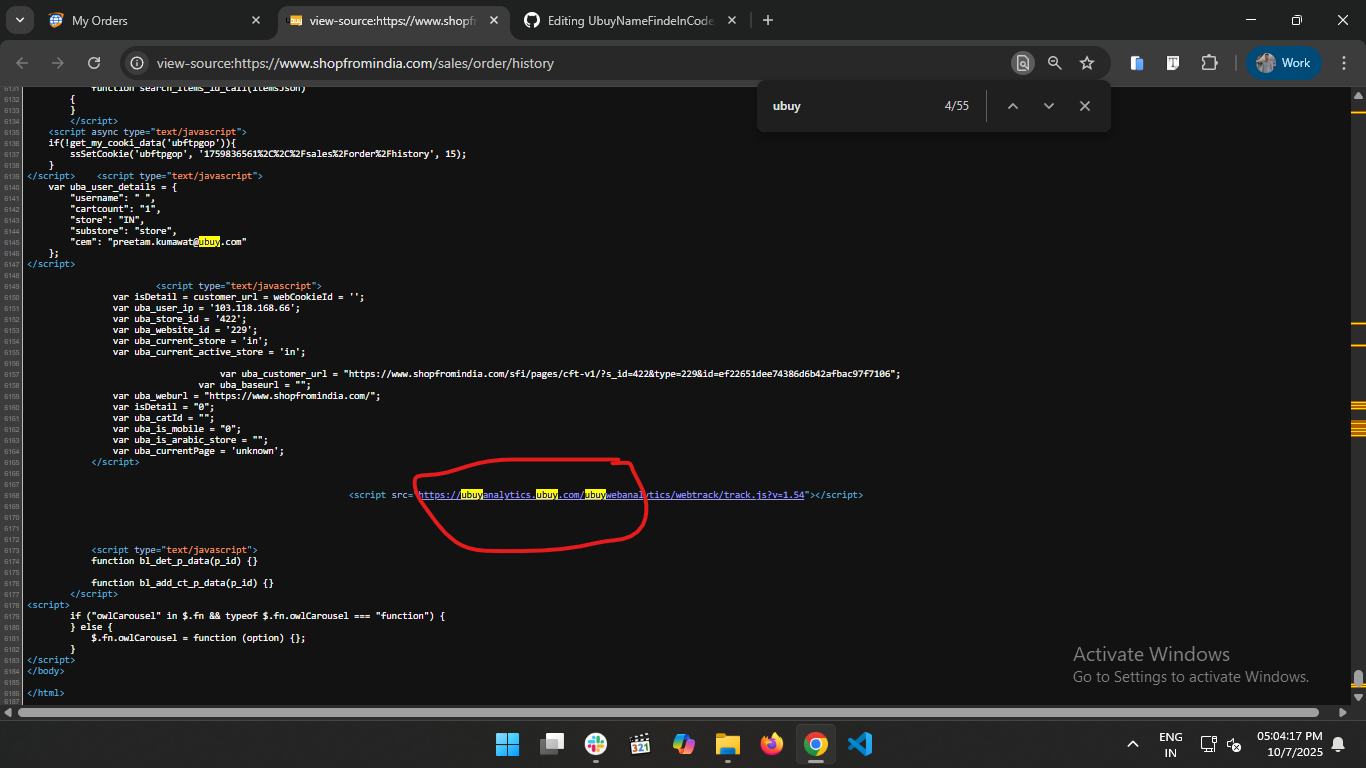 My Orders
view-source:https://www.shopf
Editing UbuyNameFindeInCode
view-source:https://www.shopfromindia.com/sales/order/history
Work
ubuy
4/55
6131 function search_items_id_call(itemsJson)
6132 {
6133 }
6134 </script>
6135 <script async type="text/javascript">
6136 if(!get_my_cooki_data('ubftpgop')){
6137 ssSetCookie('ubftpgop', '1759836561%2C%2C%2Fsales%2Forder%2Fhistory', 15);
6138 }
6139 </script> <script type="text/javascript">
6140 var uba_user_details = {
6141 "username": " ",
6142 "cartcount": "1",
6143 "store": "IN",
6144 "substore": "store",
6145 "cem": "preetam.kumawat@ubuy.com"
6146 };
6147 </script>
6148
6149 <script type="text/javascript">
6150 var isDetail = customer_url = webCookieId = '';
6151 var uba_user_ip = '103.118.168.66';
6152 var uba_store_id = '422';
6153 var uba_website_id = '229';
6154 var uba_current_store = 'in';
6155 var uba_current_active_store = 'in';
6156
6157 var uba_customer_url = "https://www.shopfromindia.com/sfi/pages/cft-v1/?s_id=422&type=229&id=ef22651dee74386d6b42afbac97f7106";
6158 var uba_baseurl = "";
6159 var uba_weburl = "https://www.shopfromindia.com/";
6160 var isDetail = "0";
6161 var uba_catId = "";
6162 var uba_is_mobile = "0";
6163 var uba_is_arabic_store = "";
6164 var uba_currentPage = 'unknown';
6165 </script>
6166
6167
6168 <script src="https://ubuyanalytics.ubuy.com/ubuywebanalytics/webtrack/track.js?v=1.54"></script>
6169
6170
6171
6172
6173 <script type="text/javascript">
6174 function bl_det_p_data(p_id) {}
6175
6176 function bl_add_ct_p_data(p_id) {}
6177 </script>
6178 <script>
6179 if ("owlCarousel" in $.fn && typeof $.fn.owlCarousel === "function") {
6180 } else {
6181 $.fn.owlCarousel = function (option) {};
6182 }
6183 </script>
6184 </body>
6185
6186 </html>
6187
Activate Windows
Go to Settings to activate Windows.
321
ENG
IN
05:04:17 PM
10/7/2025